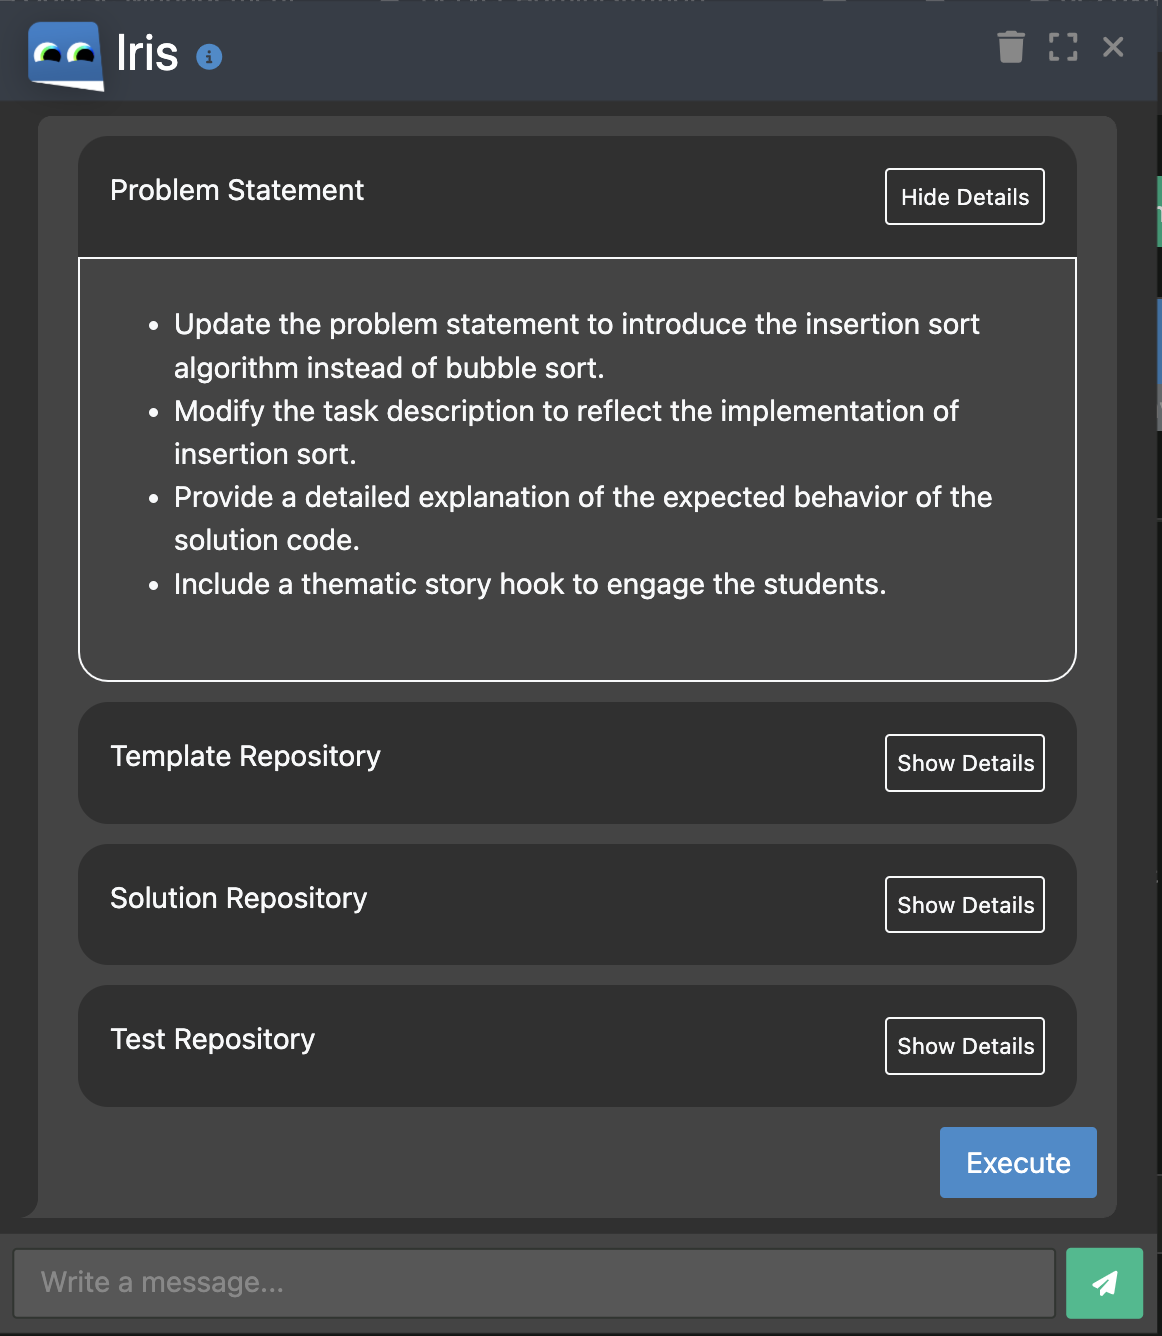 Iris
Problem Statement
Hide Details
• Update the problem statement to introduce the insertion sort
algorithm instead of bubble sort.
• Modify the task description to reflect the implementation of
insertion sort.
• Provide a detailed explanation of the expected behavior of the
solution code.
• Include a thematic story hook to engage the students.
Template Repository
Show Details
Solution Repository
Show Details
Test Repository
Show Details
Execute
Write a message...